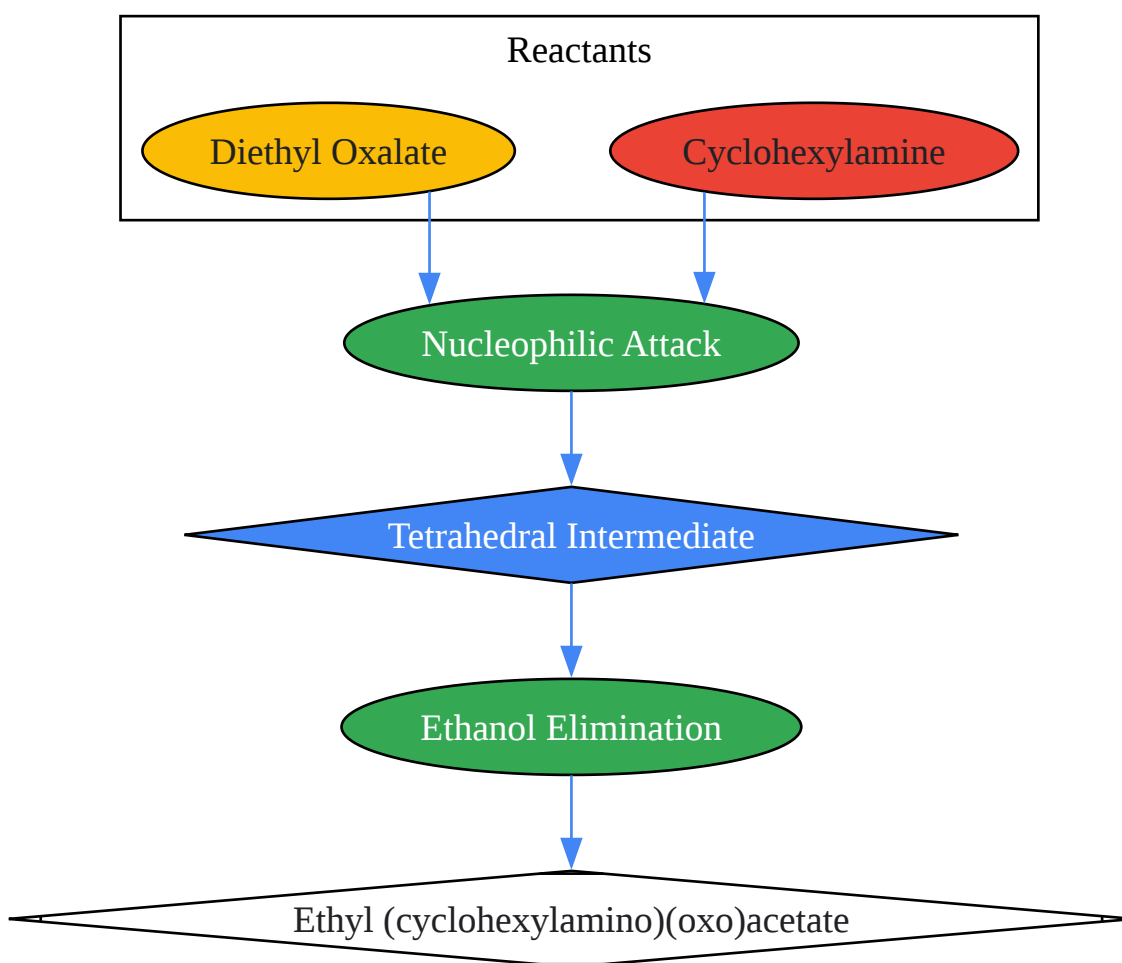 Reactants
Diethyl Oxalate
Cyclohexylamine
Nucleophilic Attack
Tetrahedral Intermediate
Ethanol Elimination
Ethyl (cyclohexylamino)(oxo)acetate